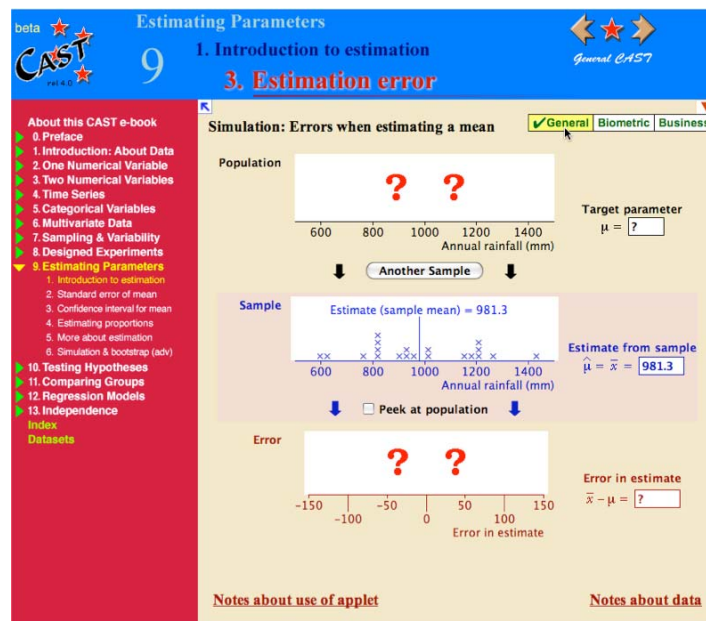 beta
CAST
rel 4.0
9
Estimating Parameters
1. Introduction to estimation
3. Estimation error
General CAST
About this CAST e-book
0. Preface
1. Introduction: About Data
2. One Numerical Variable
3. Two Numerical Variables
4. Time Series
5. Categorical Variables
6. Multivariate Data
7. Sampling & Variability
8. Designed Experiments
9. Estimating Parameters
1. Introduction to estimation
2. Standard error of mean
3. Confidence interval for mean
4. Estimating proportions
5. More about estimation
6. Simulation & bootstrap (adv)
10. Testing Hypotheses
11. Comparing Groups
12. Regression Models
13. Independence
Index
Datasets
Simulation: Errors when estimating a mean
✔General Biometric Business
Population
? ?
600 800 1000 1200 1400
Annual rainfall (mm)
Target parameter
μ = ?
Another Sample
Sample
Estimate (sample mean) = 981.3
600 800 1000 1200 1400
Annual rainfall (mm)
Estimate from sample
μ̂ = x̄ = 981.3
Peek at population
Error
? ?
-150 -50 50 150
-100 0 100
Error in estimate
Error in estimate
x̄ – μ = ?
Notes about use of applet
Notes about data